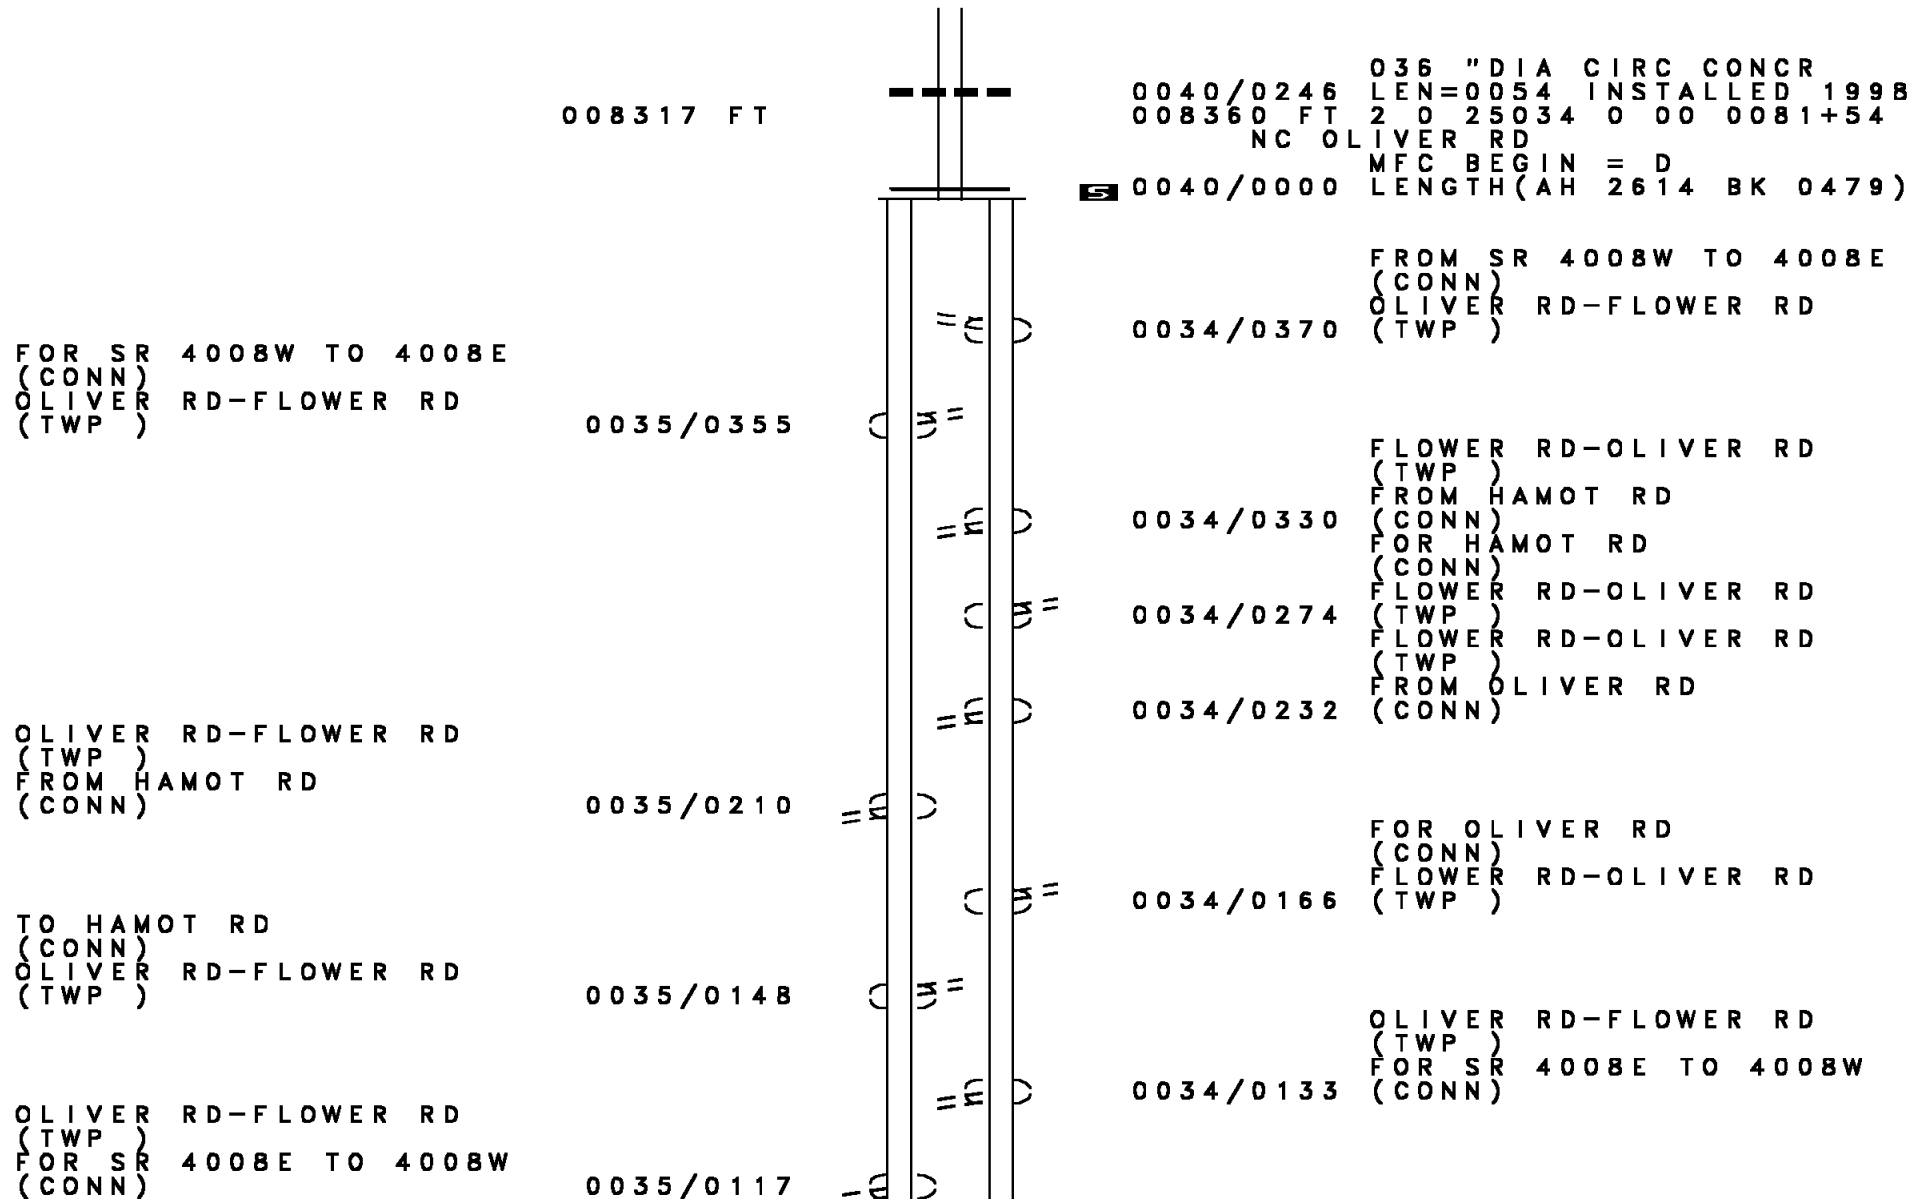 036 "DIA CIRC CONCR
0040/0246 LEN=0054 INSTALLED 1998
008317 FT
008360 FT 2 0 25034 0 00 0081+54
NC OLIVER RD
MFC BEGIN = D
S 0040/0000 LENGTH(AH 2614 BK 0479)
FROM SR 4008W TO 4008E
(CONN)
OLIVER RD-FLOWER RD
0034/0370 (TWP )
FOR SR 4008W TO 4008E
(CONN)
OLIVER RD-FLOWER RD
(TWP ) 0035/0355
FLOWER RD-OLIVER RD
(TWP )
FROM HAMOT RD
0034/0330 (CONN)
FOR HAMOT RD
(CONN)
FLOWER RD-OLIVER RD
0034/0274 (TWP )
FLOWER RD-OLIVER RD
(TWP )
FROM OLIVER RD
0034/0232 (CONN)
OLIVER RD-FLOWER RD
(TWP )
FROM HAMOT RD
(CONN) 0035/0210
FOR OLIVER RD
(CONN)
FLOWER RD-OLIVER RD
0034/0166 (TWP )
TO HAMOT RD
(CONN)
OLIVER RD-FLOWER RD
(TWP ) 0035/0148
OLIVER RD-FLOWER RD
(TWP )
FOR SR 4008E TO 4008W
0034/0133 (CONN)
OLIVER RD-FLOWER RD
(TWP )
FOR SR 4008E TO 4008W
(CONN) 0035/0117